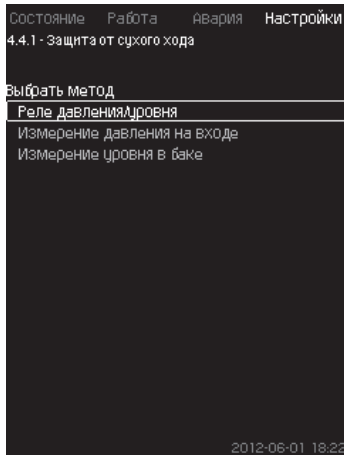 Состояние Работа Авария Настройки
4.4.1 - Защита от сухого хода
Выбрать метод
Реле давления/уровня
Измерение давления на входе
Измерение уровня в баке
2012-06-01 18:22